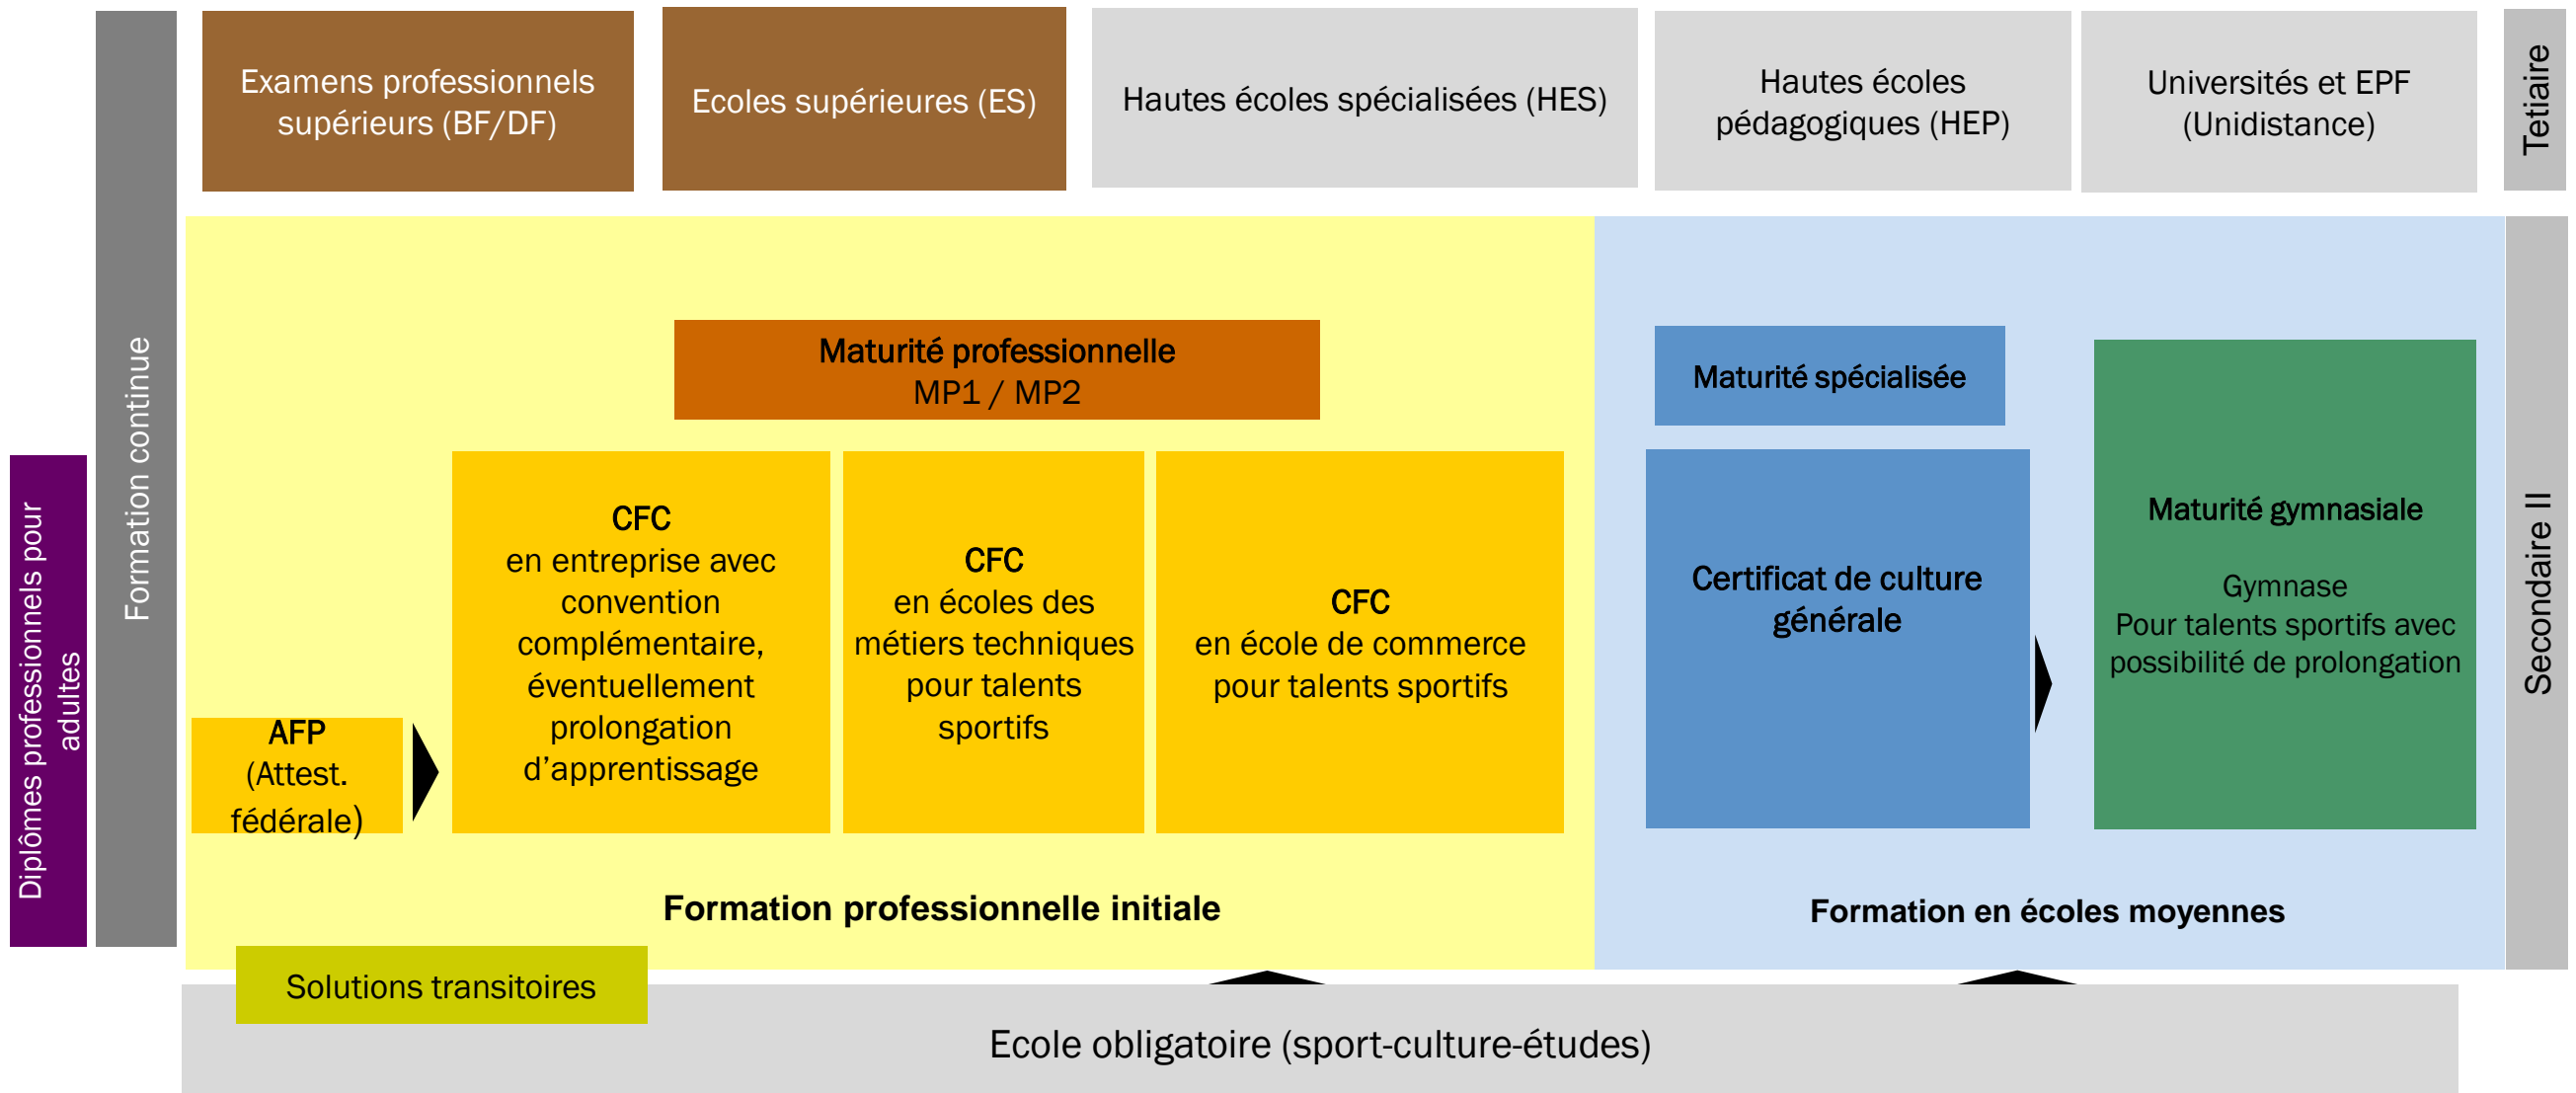 Examens professionnels
supérieurs (BF/DF)
Ecoles supérieures (ES)
Hautes écoles spécialisées (HES)
Hautes écoles
pédagogiques (HEP)
Universités et EPF
(Unidistance)
Tetiaire
Formation continue
Diplômes professionnels pour
adultes
Maturité professionnelle
MP1 / MP2
Maturité spécialisée
AFP
(Attest.
fédérale)
CFC
en entreprise avec
convention
complémentaire,
éventuellement
prolongation
d’apprentissage
CFC
en écoles des
métiers techniques
pour talents
sportifs
CFC
en école de commerce
pour talents sportifs
Certificat de culture
générale
Maturité gymnasiale
Gymnase
Pour talents sportifs avec
possibilité de prolongation
Secondaire II
Formation professionnelle initiale
Formation en écoles moyennes
Solutions transitoires
Ecole obligatoire (sport-culture-études)